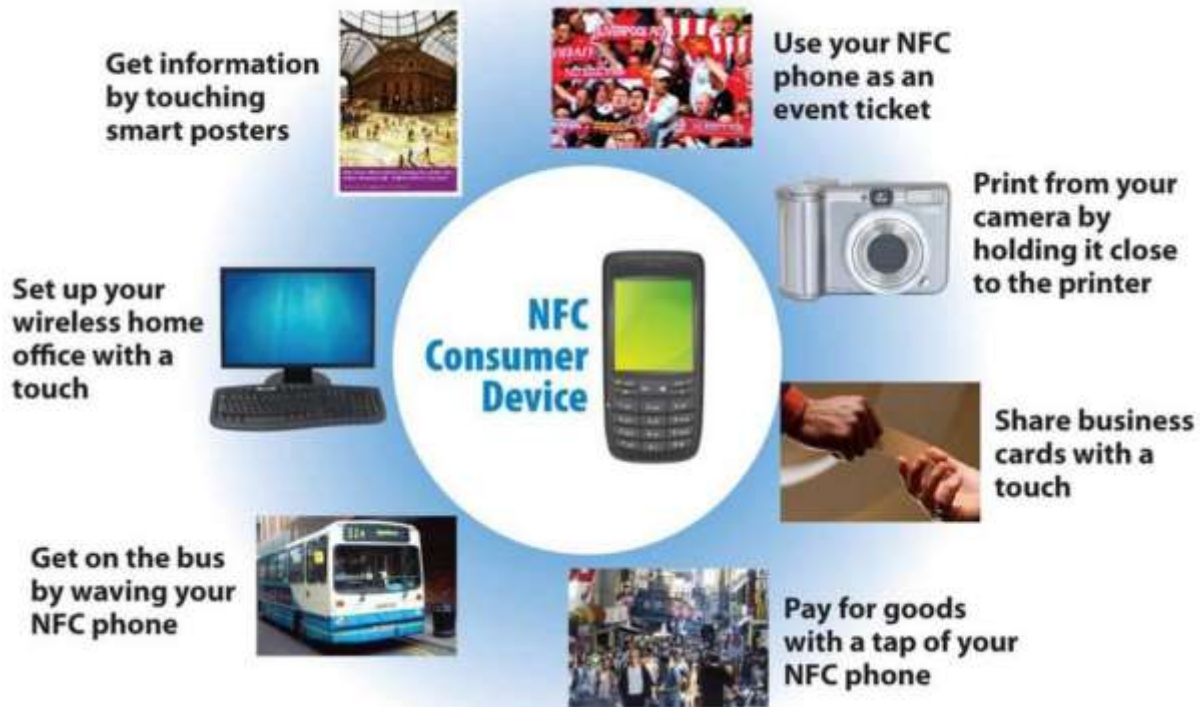 Get information
by touching
smart posters
Use your NFC
phone as an
event ticket
Print from your
camera by
holding it close
to the printer
Set up your
wireless home
office with a
touch
NFC
Consumer
Device
Share business
cards with a
touch
Get on the bus
by waving your
NFC phone
Pay for goods
with a tap of your
NFC phone